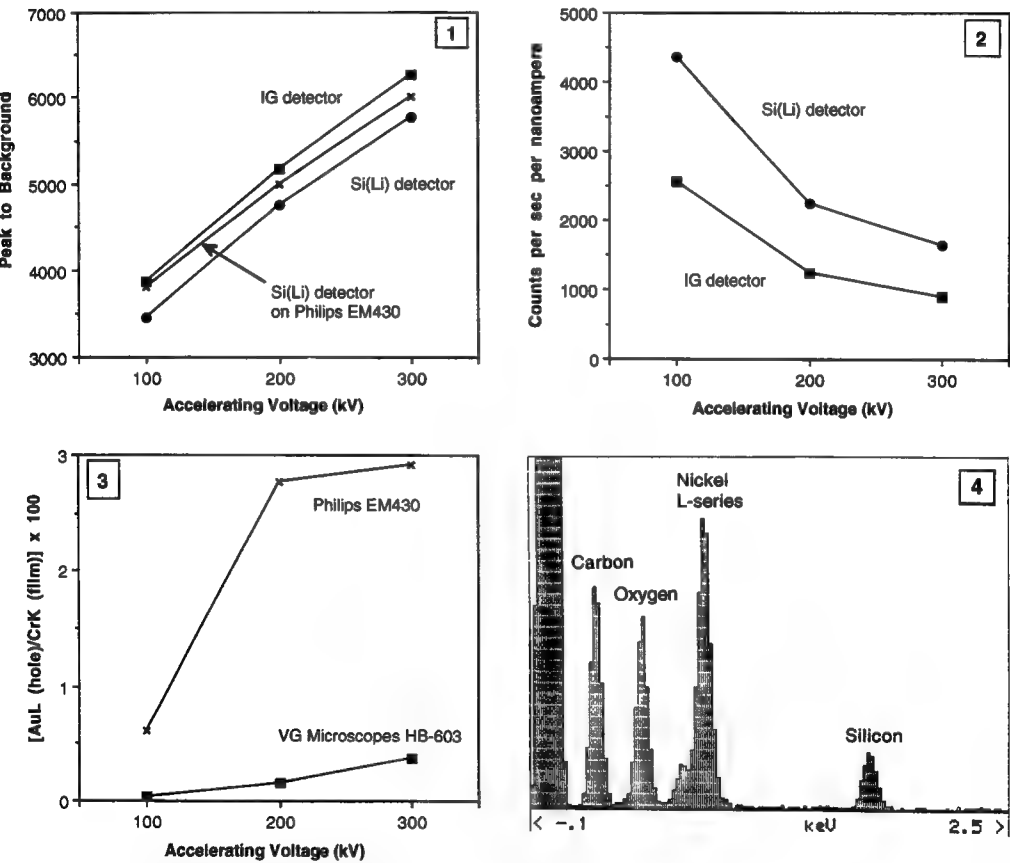 1
7000
6000
5000
4000
3000
Peak to Background
IG detector
Si(Li) detector
Si(Li) detector
on Philips EM430
100 200 300
Accelerating Voltage (kV)
2
5000
4000
3000
2000
1000
0
Counts per sec per nanoampere
Si(Li) detector
IG detector
100 200 300
Accelerating Voltage (kV)
3
3
2
1
0
[AuL (hole)/CrK (film)] x 100
Philips EM430
VG Microscopes HB-603
100 200 300
Accelerating Voltage (kV)
4
Nickel
L-series
Carbon
Oxygen
Silicon
|< -.1 keV 2.5 >|